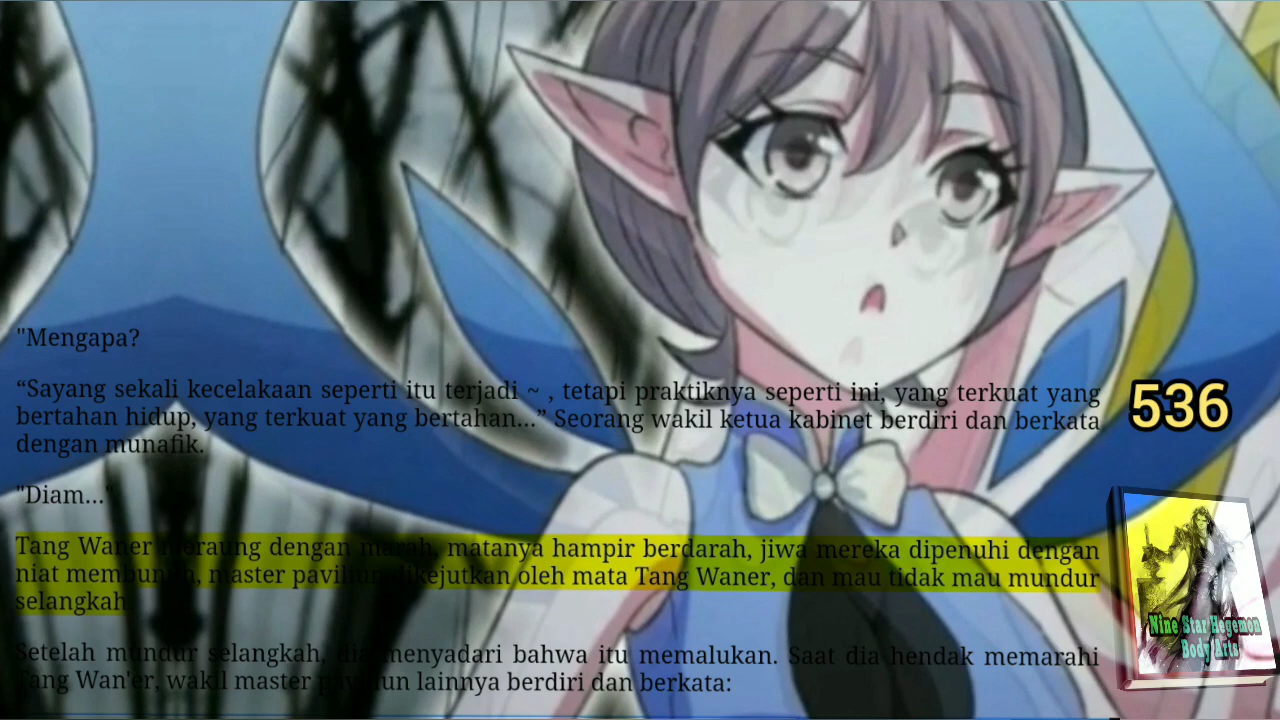 "Mengapa?
“Sayang sekali kecelakaan seperti itu terjadi ~ , tetapi praktiknya seperti ini, yang terkuat yang
bertahan hidup, yang terkuat yang bertahan...” Seorang wakil ketua kabinet berdiri dan berkata
dengan munafik.
536
"Diam..."
Tang Waner meraung dengan marah, matanya hampir berdarah, jiwa mereka dipenuhi dengan
niat membunuh, master paviliun dikejutkan oleh mata Tang Waner, dan mau tidak mau mundur
selangkah.
Setelah mundur selangkah, dia menyadari bahwa itu memalukan. Saat dia hendak memarahi
Tang Wan'er, wakil master paviliun lainnya berdiri dan berkata:
Nine Star Hegemon
Body Arts